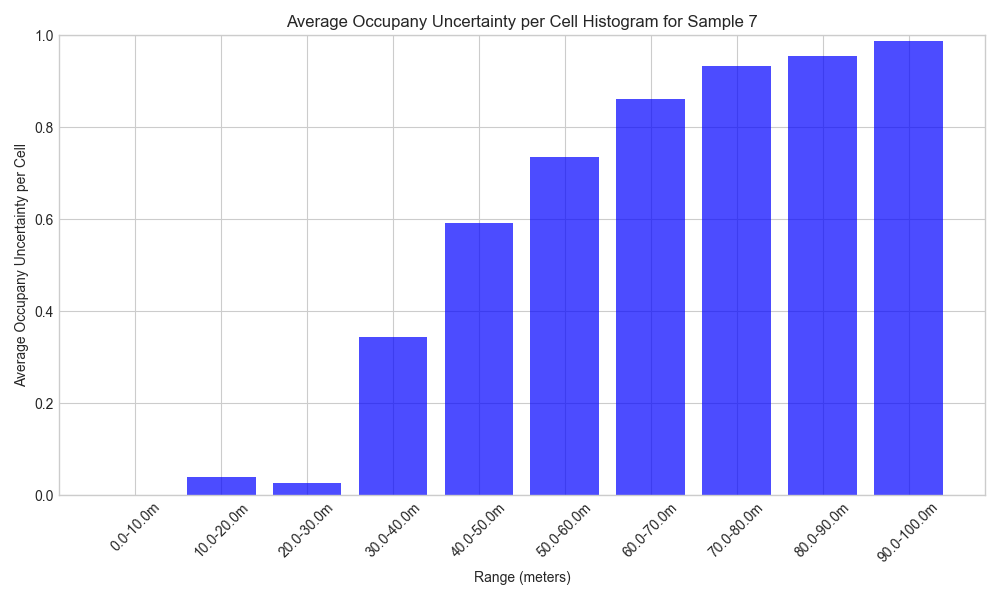 Average Occupany Uncertainty per Cell Histogram for Sample 7
Average Occupany Uncertainty per Cell
1.0
0.8
0.6
0.4
0.2
0.0
0.0-10.0m
10.0-20.0m
20.0-30.0m
30.0-40.0m
40.0-50.0m
50.0-60.0m
60.0-70.0m
70.0-80.0m
80.0-90.0m
90.0-100.0m
Range (meters)